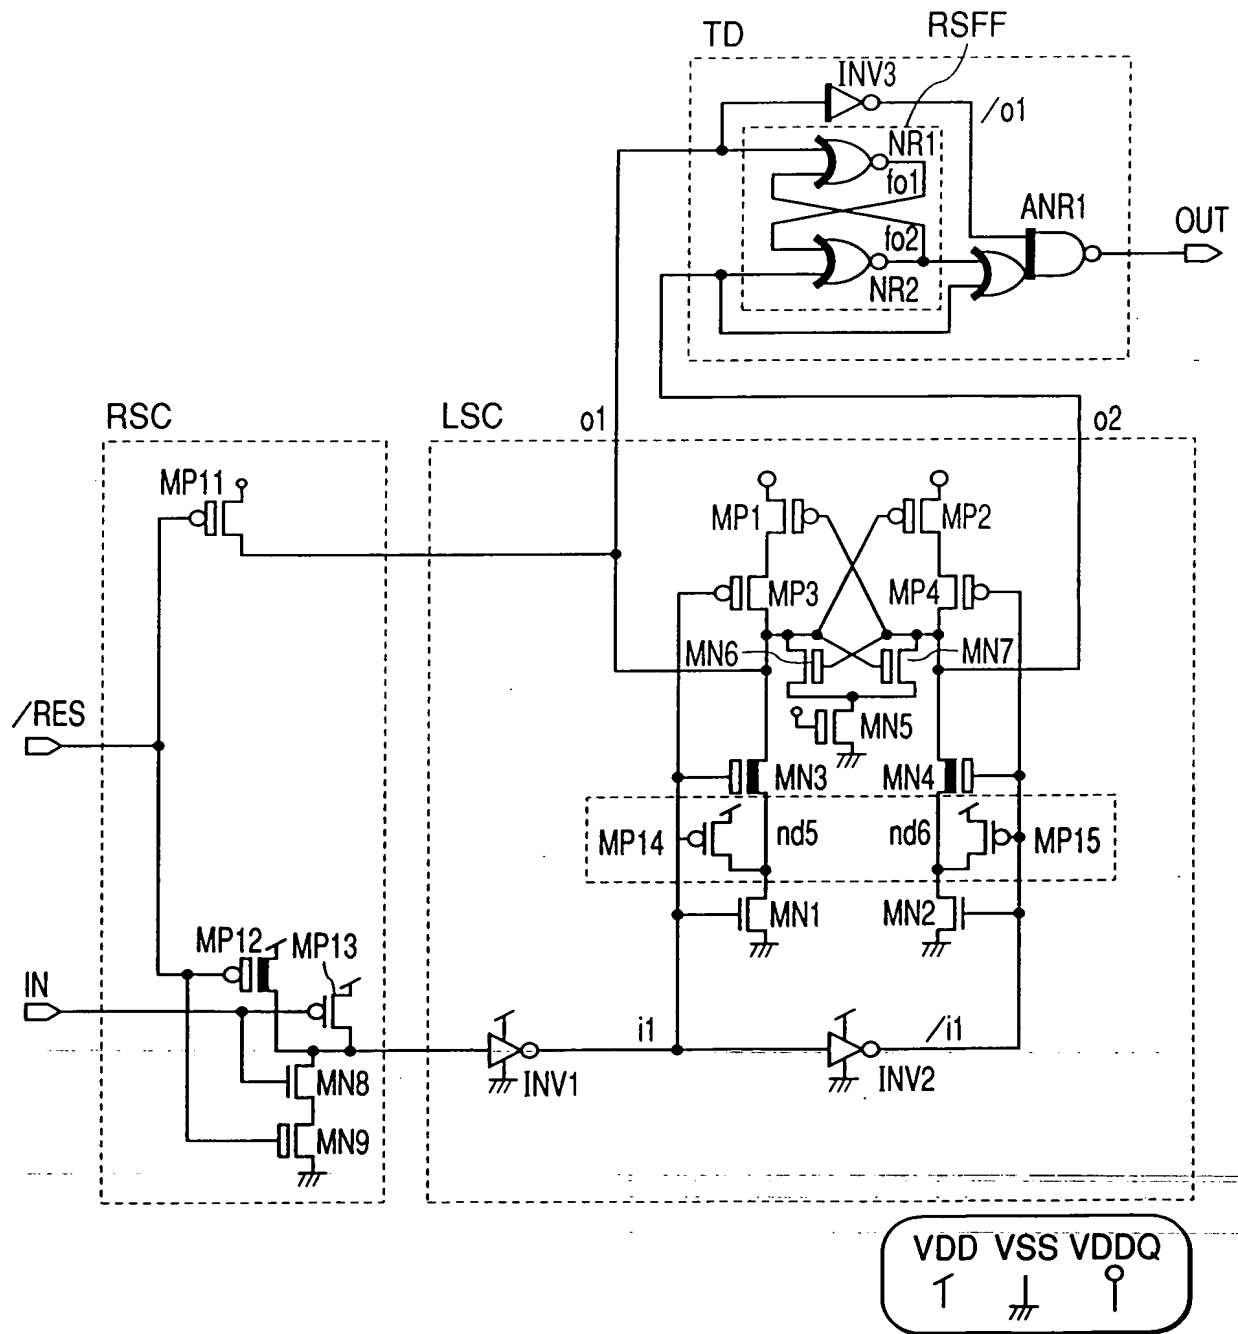 RSFF
TD
INV3
/o1
NR1
fo1
ANR1
OUT
fo2
NR2
RSC
LSC
o1
o2
MP11
MP1
MP2
MP3
MP4
MN6
MN7
/RES
MN5
MN3
MN4
MP14
nd5
nd6
MP15
MN1
MN2
MP12
MP13
IN
i1
/i1
INV1
INV2
MN8
MN9
VDD VSS VDDQ